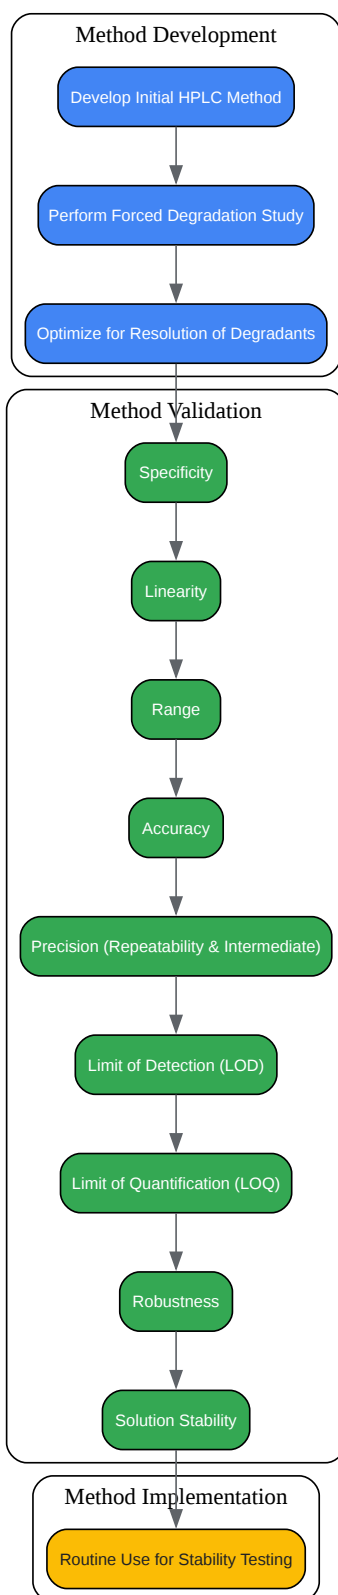 Method Development
Develop Initial HPLC Method
Perform Forced Degradation Study
Optimize for Resolution of Degradants
Method Validation
Specificity
Linearity
Range
Accuracy
Precision (Repeatability & Intermediate)
Limit of Detection (LOD)
Limit of Quantification (LOQ)
Robustness
Solution Stability
Method Implementation
Routine Use for Stability Testing